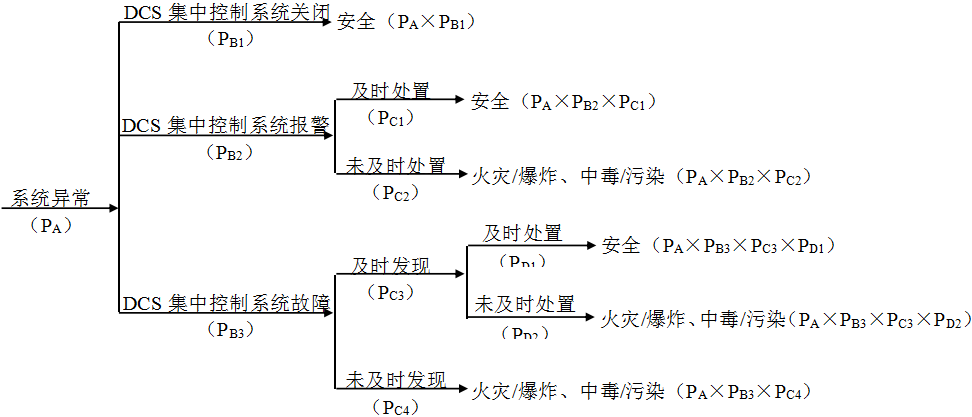 DCS 集中控制系统关闭
（PB1）
安全（PA×PB1）
及时处置
（PC1）
安全（PA×PB2×PC1）
DCS 集中控制系统报警
（PB2）
未及时处置
（PC2）
火灾/爆炸、中毒/污染（PA×PB2×PC2）
系统异常
（PA）
及时处置
（PD1）
安全（PA×PB3×PC3×PD1）
及时发现
（PC3）
未及时处置
（PD2）
火灾/爆炸、中毒/污染（PA×PB3×PC3×PD2）
DCS 集中控制系统故障
（PB3）
未及时发现
（PC4）
火灾/爆炸、中毒/污染（PA×PB3×PC4）